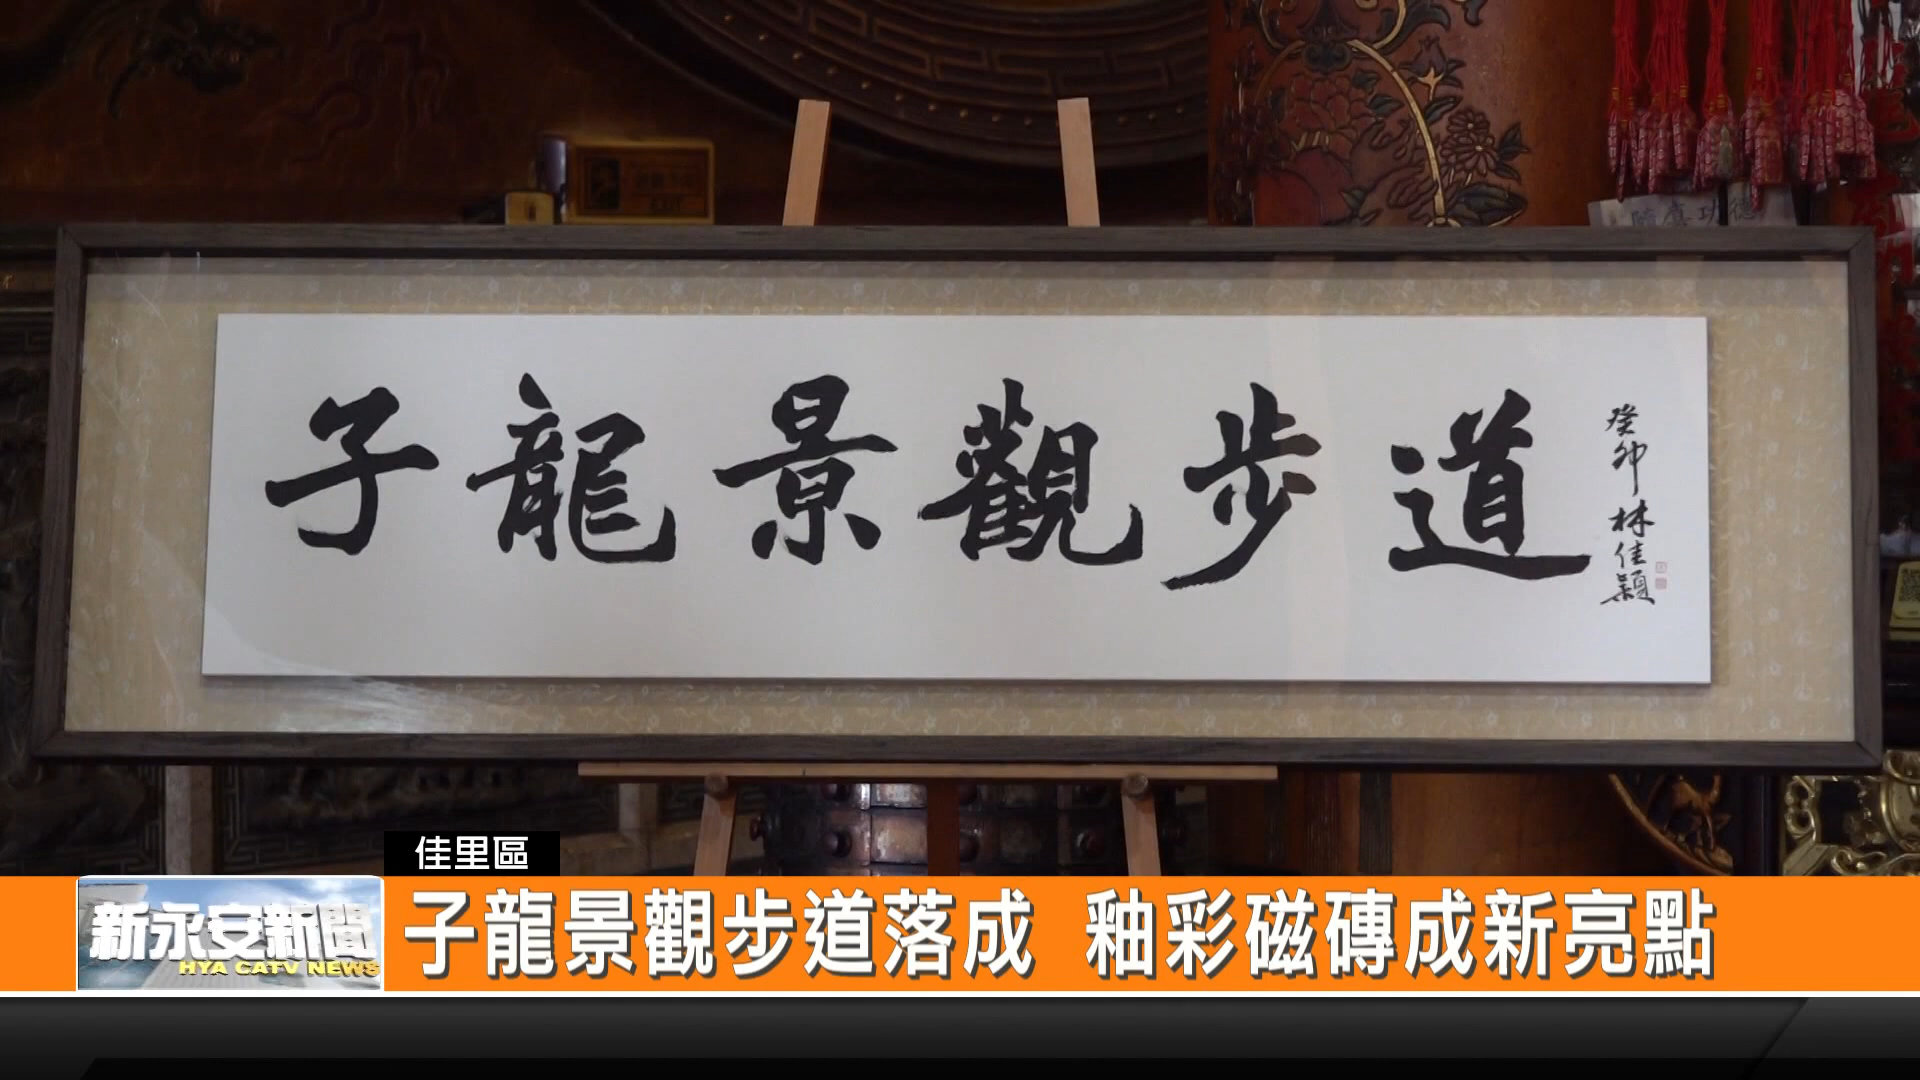 子龍景觀步道
癸卯 林佳穎
佳里區
新永安新聞
HYA CATV NEWS
子龍景觀步道落成 釉彩磁磚成新亮點